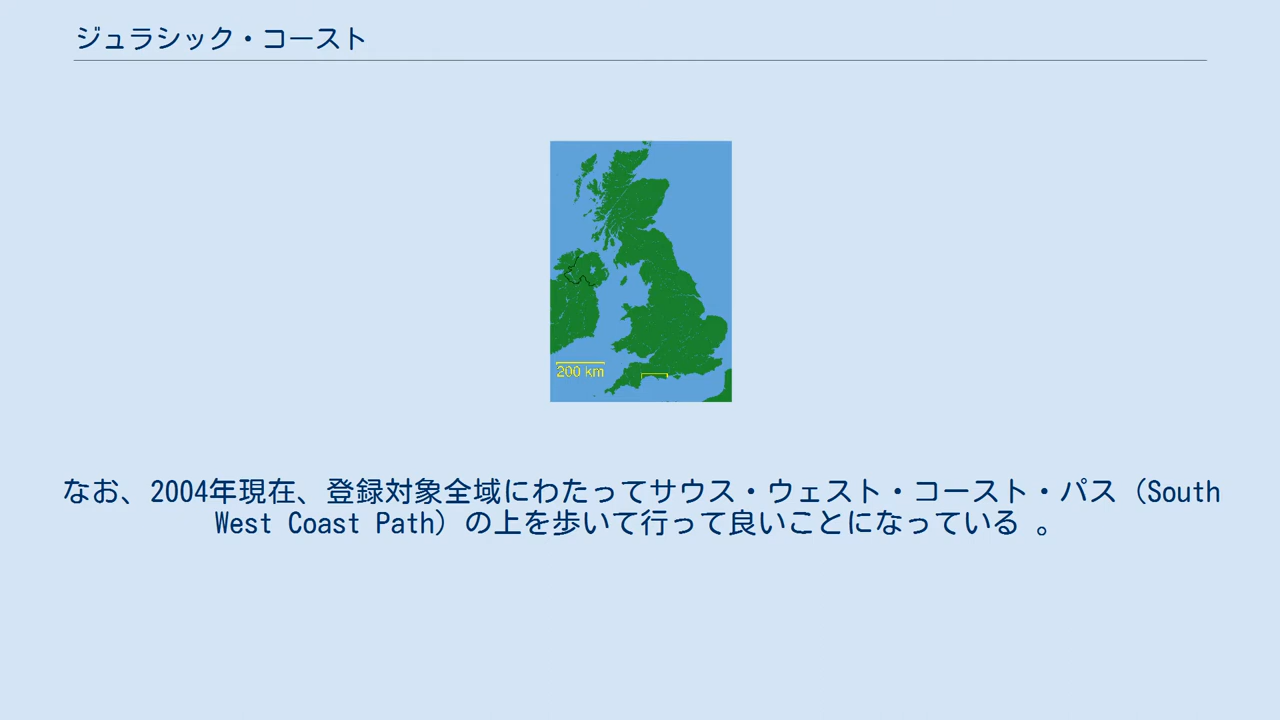 ジュラシック・コースト
200 km
なお、2004年現在、登録対象全域にわたってサウス・ウェスト・コースト・パス（South
West Coast Path）の上を歩いて行って良いことになっている 。